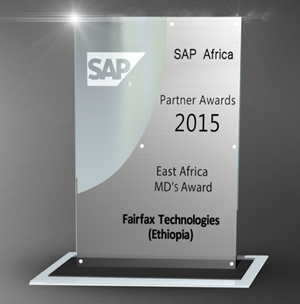 SAP
SAP Africa
Partner Awards
2015
East Africa
MD's Award
Fairfax Technologies
(Ethiopia)